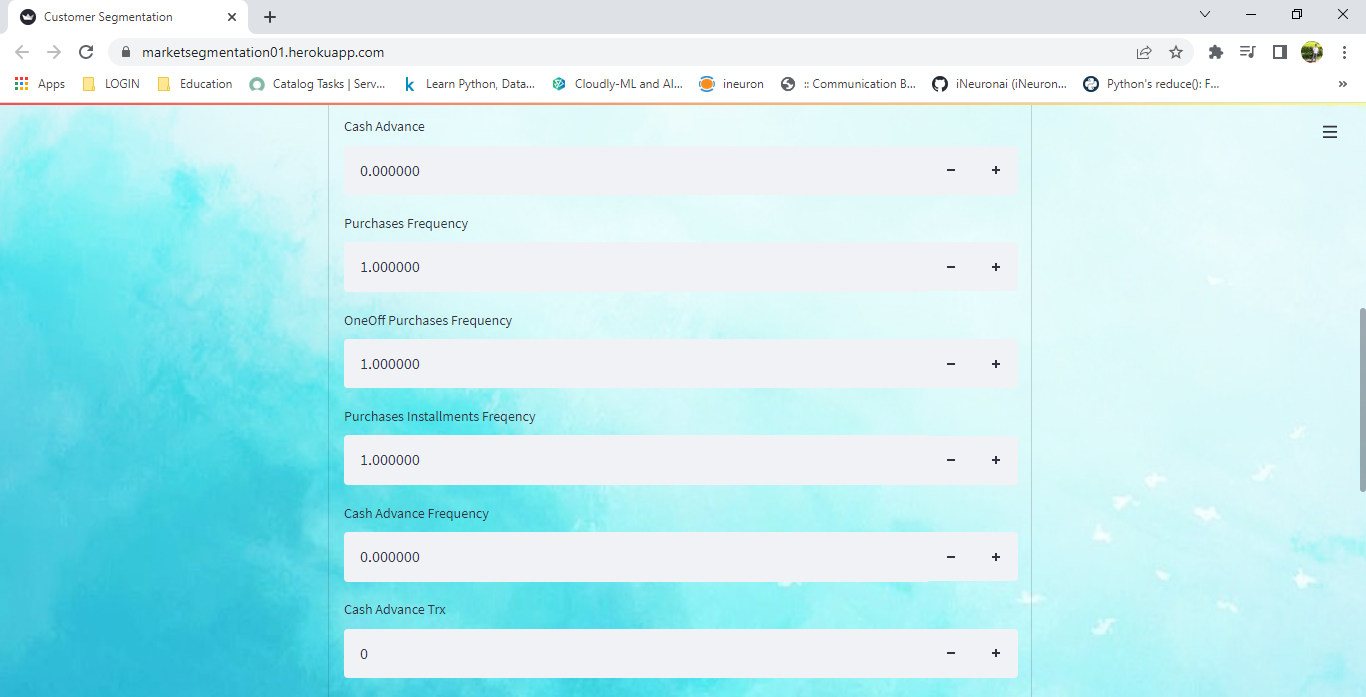 Customer Segmentation
marketsegmentation01.herokuapp.com
Apps LOGIN Education Catalog Tasks | Serv... Learn Python, Data... Cloudly-ML and AI... ineuron :: Communication B... iNeuronai (iNeuron... Python's reduce(): F... »
Cash Advance
0.000000
Purchases Frequency
1.000000
OneOff Purchases Frequency
1.000000
Purchases Installments Freqency
1.000000
Cash Advance Frequency
0.000000
Cash Advance Trx
0